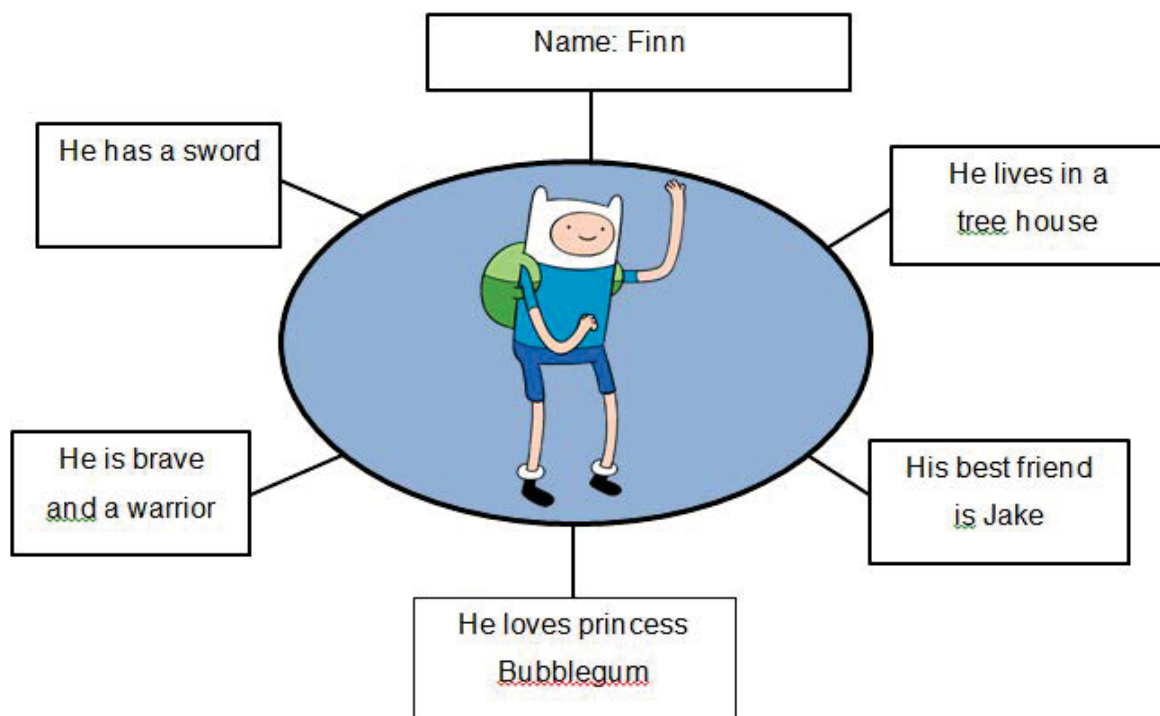 Name: Finn
He has a sword
He lives in a
tree house
He is brave
and a warrior
His best friend
is Jake
He loves princess
Bubblegum